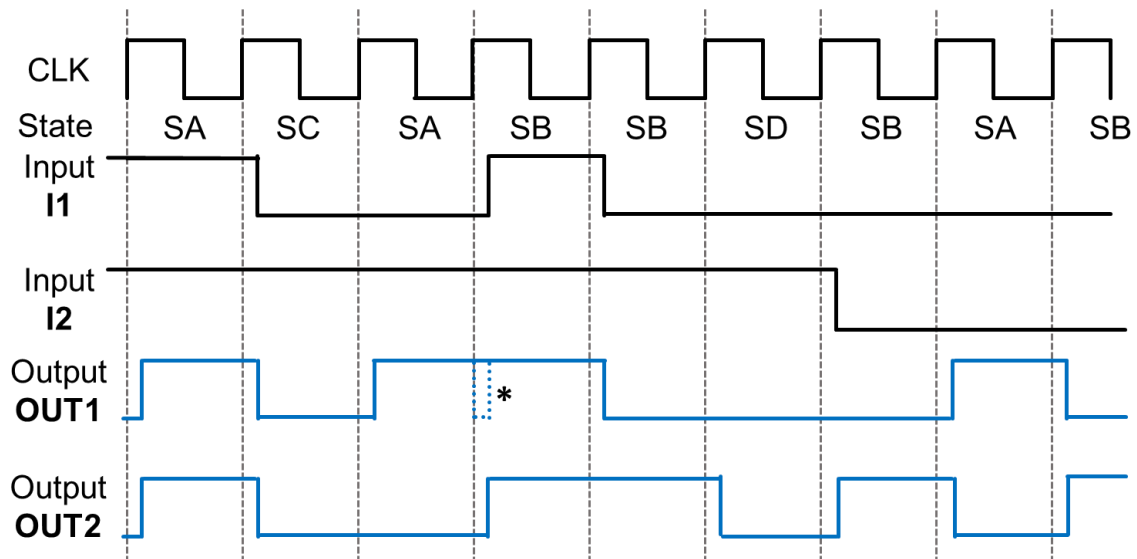 CLK
State SA SC SA SB SB SD SB SA SB
Input
I1
Input
I2
Output
OUT1
*
Output
OUT2